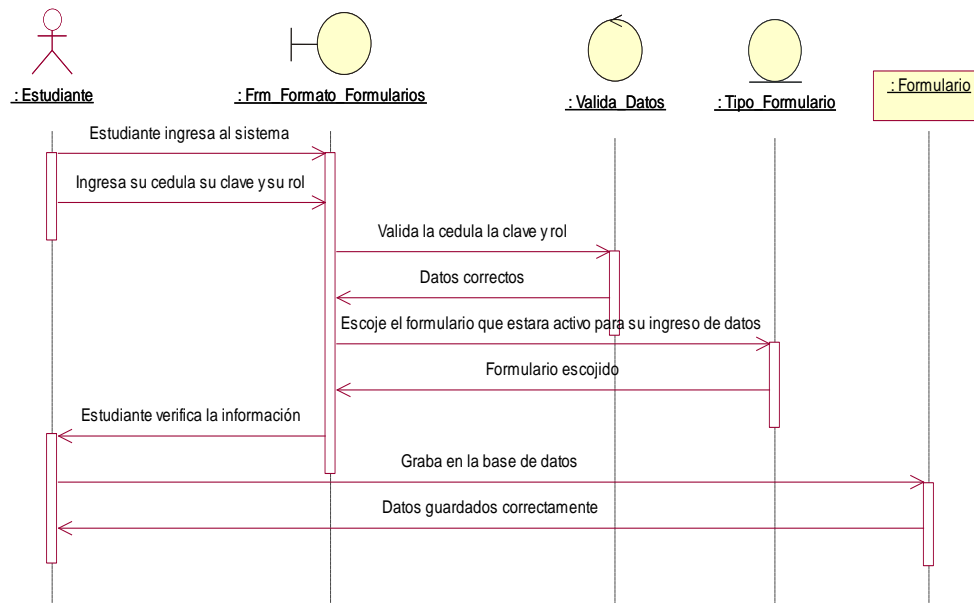 : Estudiante
: Frm_Formato_Formularios
: Valida_Datos
: Tipo_Formulario
: Formulario
Estudiante ingresa al sistema
Ingresa su cedula su clave y su rol
Valida la cedula la clave y rol
Datos correctos
Escoje el formulario que estara activo para su ingreso de datos
Formulario escojido
Estudiante verifica la información
Graba en la base de datos
Datos guardados correctamente